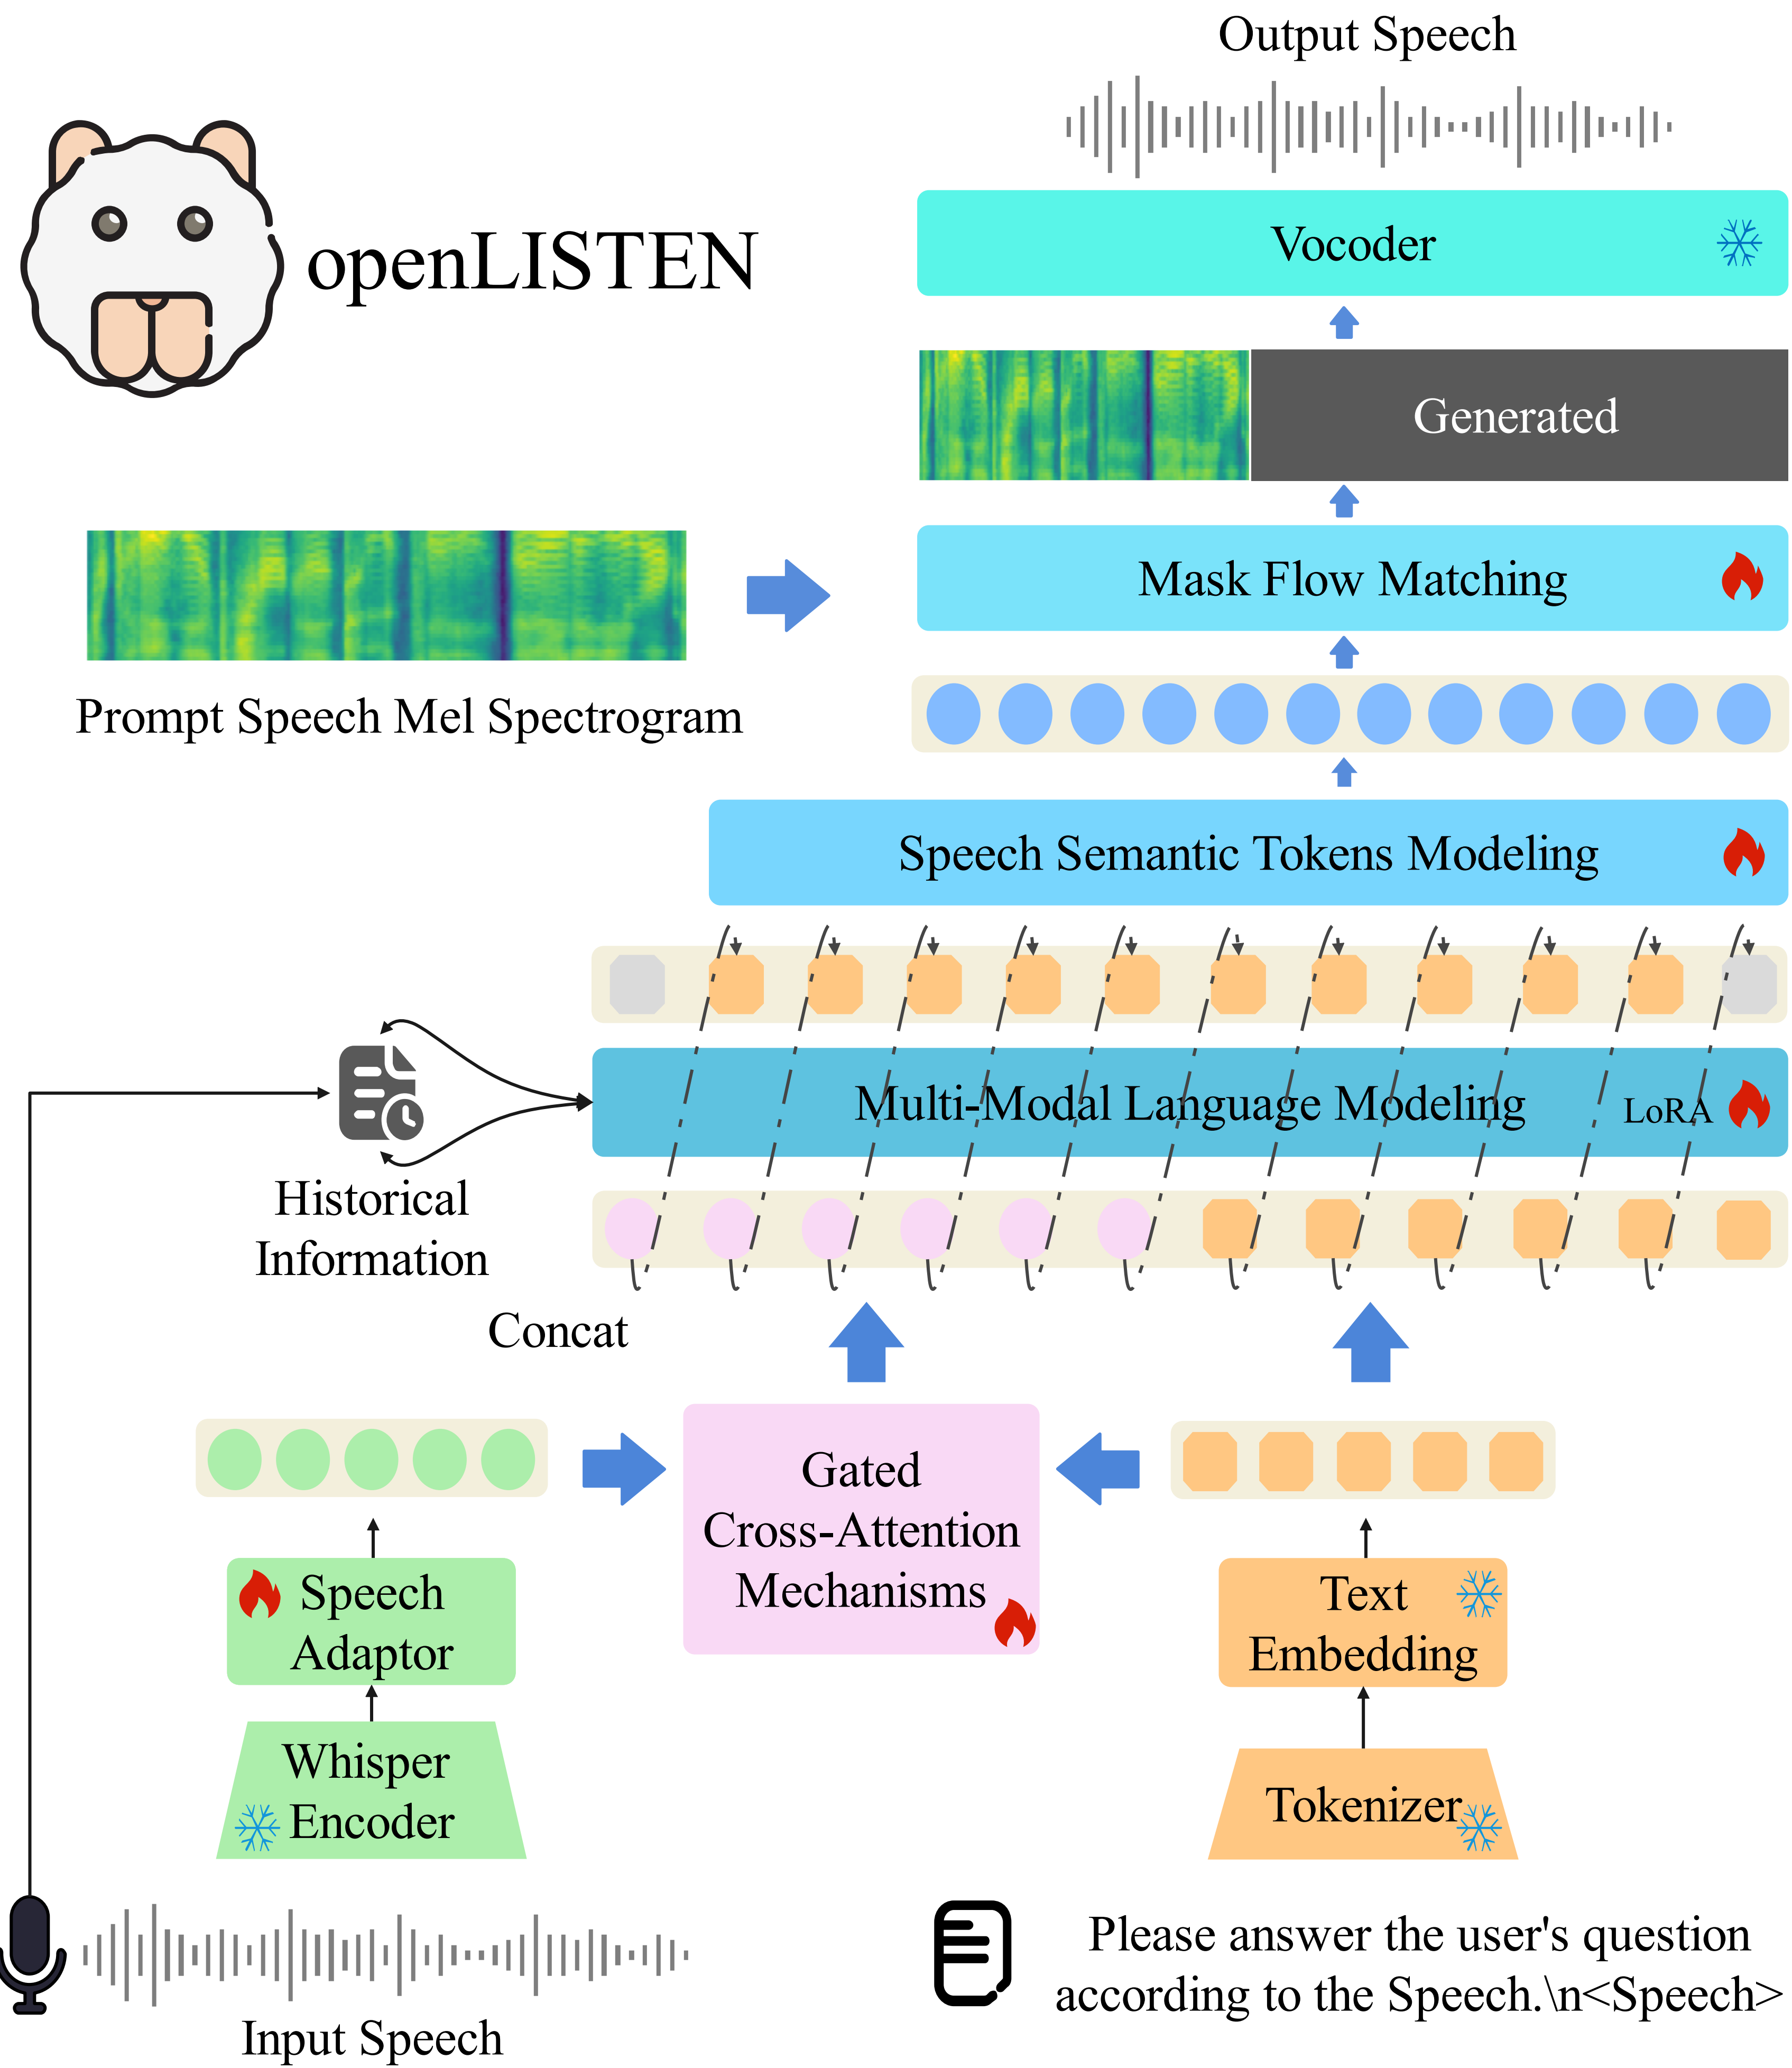 Output Speech
openLISTEN
Vocoder
Generated
Mask Flow Matching
Prompt Speech Mel Spectrogram
Speech Semantic Tokens Modeling
Multi-Modal Language Modeling
LoRA
Historical
Information
Concat
Gated
Cross-Attention
Mechanisms
Speech
Adaptor
Text
Embedding
Whisper
Encoder
Tokenizer
Please answer the user's question
according to the Speech.\n<Speech>
Input Speech